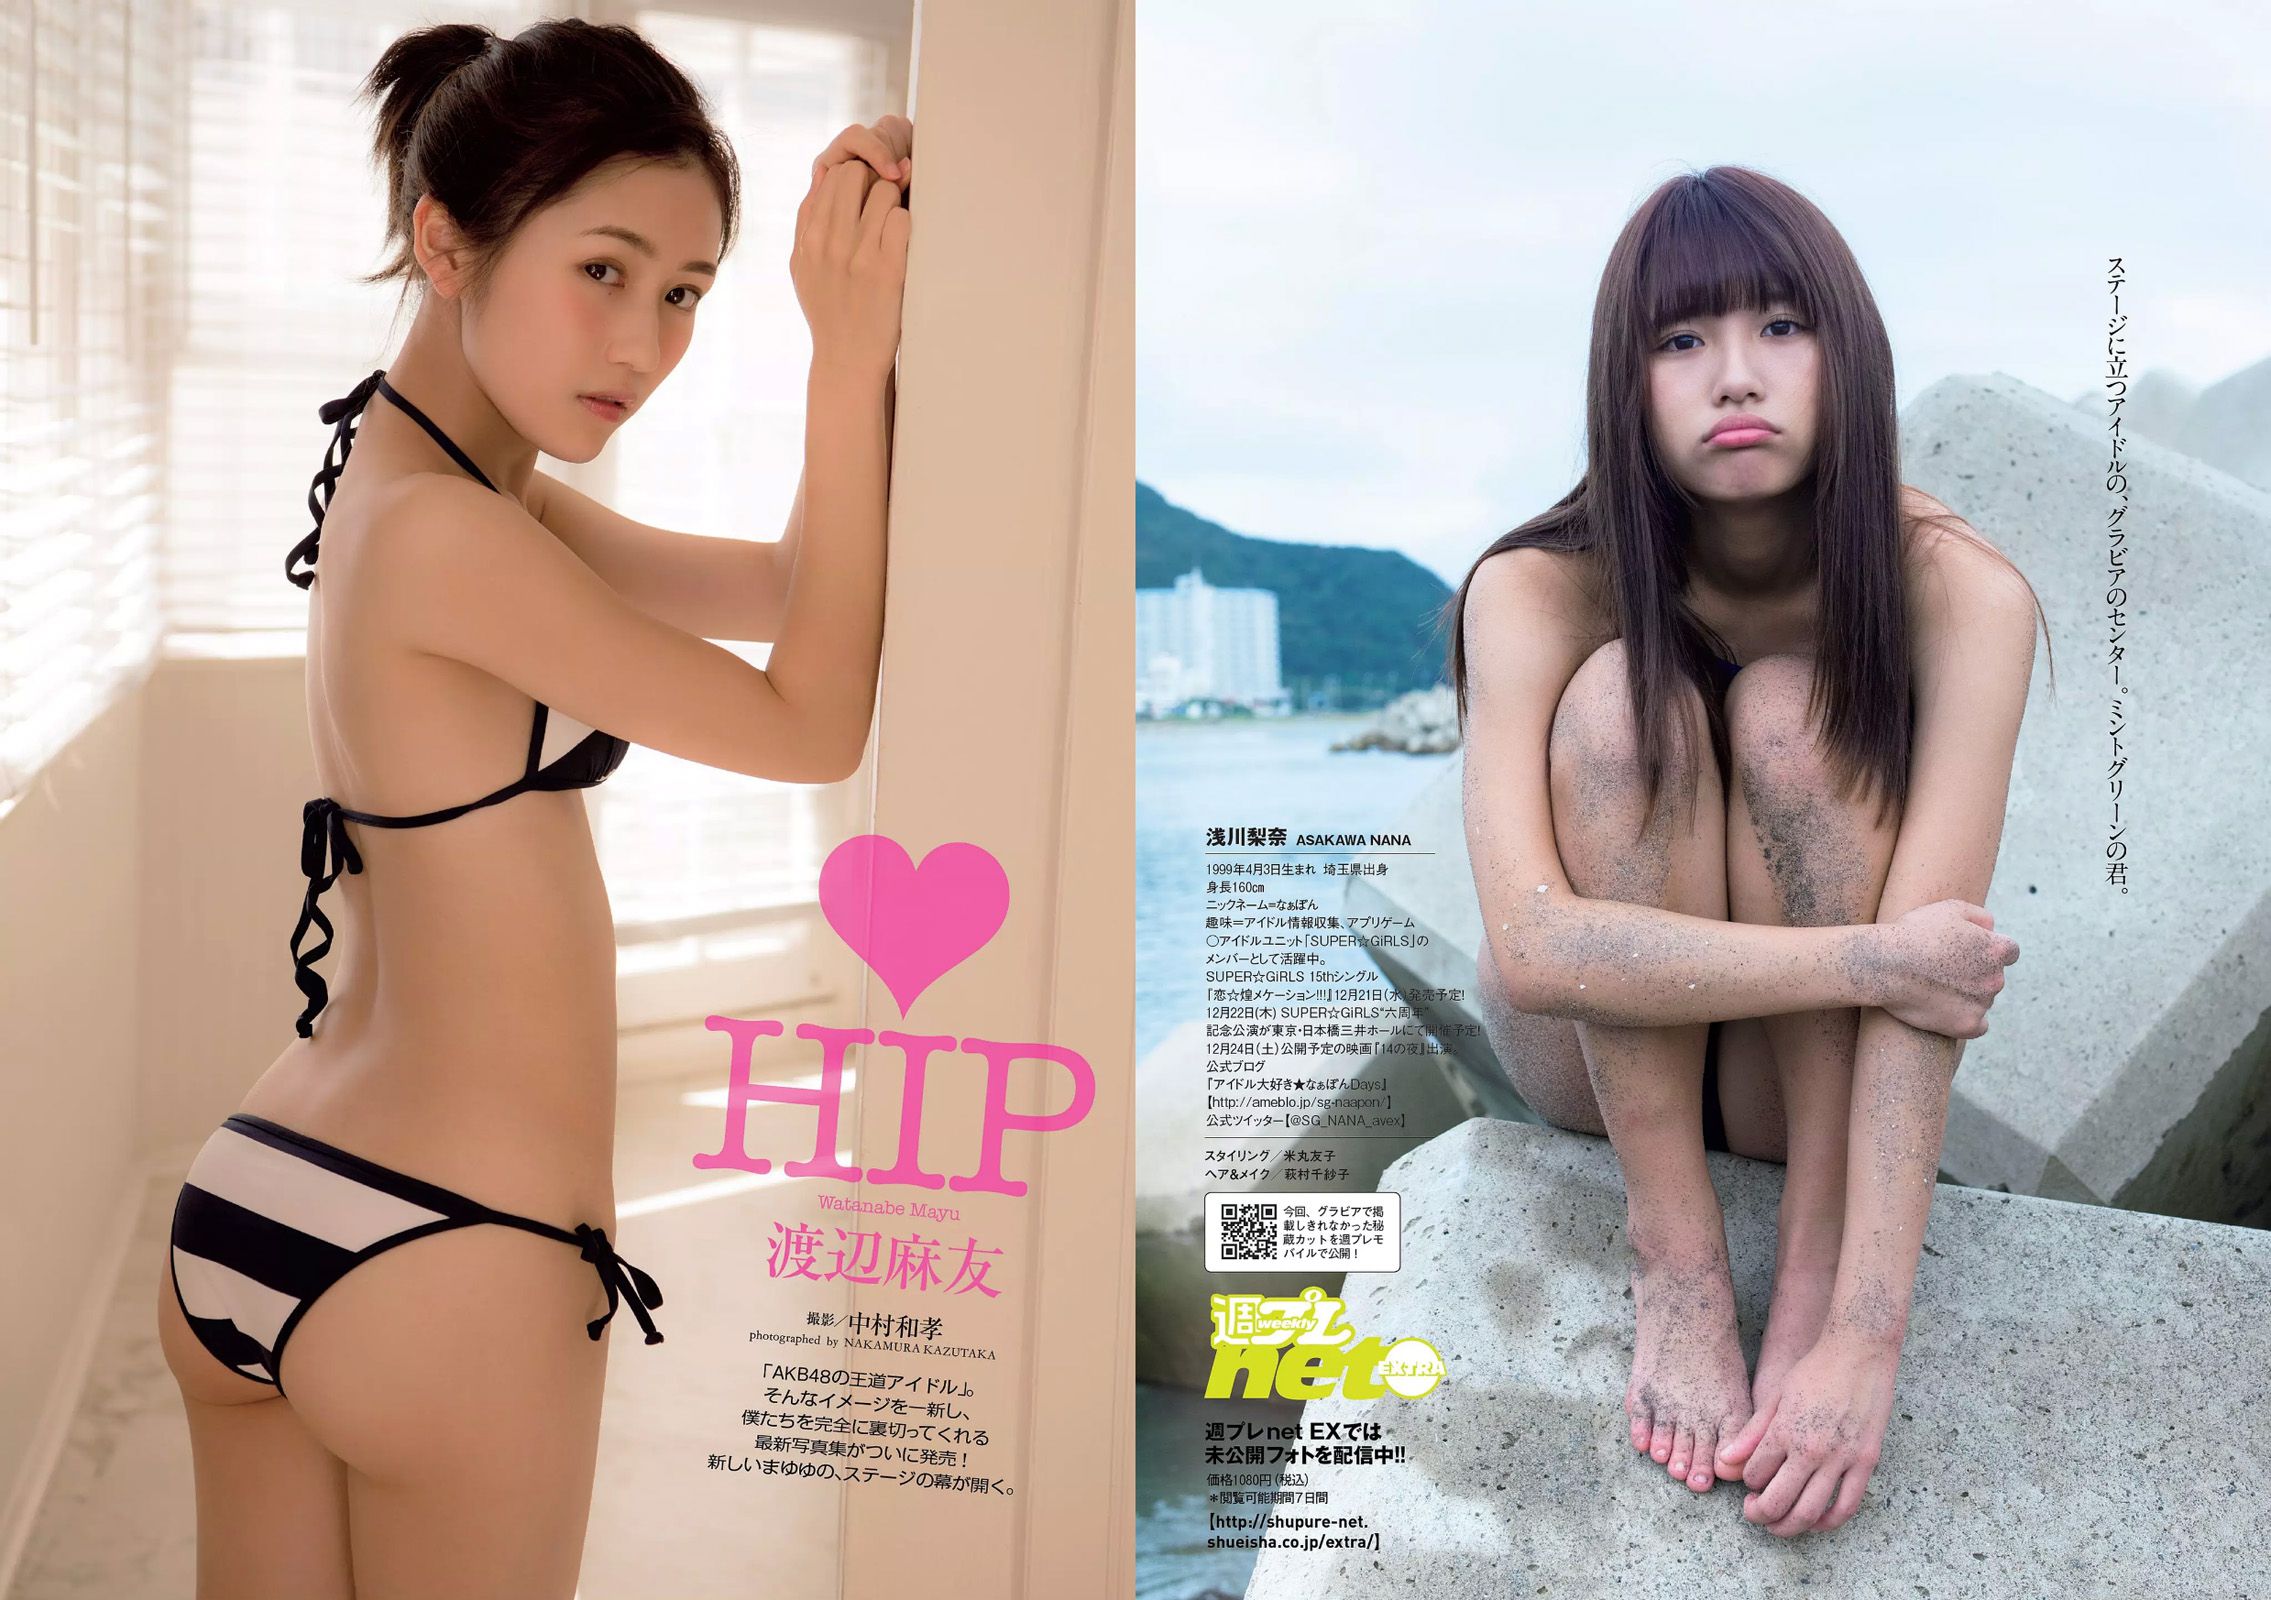 HIP
Watanabe Mayu
渡辺麻友
撮影／中村和孝
photographed by NAKAMURA KAZUTAKA
「AKB48の王道アイドル」。
そんなイメージを一新し、
僕たちを完全に裏切ってくれる
最新写真集がついに発売！
新しいまゆゆの、ステージの幕が開く。
ステージに立つアイドルの、グラビアのセンター。ミントグリーンの君。
浅川梨奈 ASAKAWA NANA
1999年4月3日生まれ 埼玉県出身
身長160㎝
ニックネーム=なぁぽん
趣味＝アイドル情報収集、アプリゲーム
○アイドルユニット「SUPER☆GiRLS」の
メンバーとして活躍中。
SUPER☆GiRLS 15thシングル
『恋☆煌メケーション!!!』12月21日(水)発売予定!
12月22日(木) SUPER☆GiRLS“六周年”
記念公演が東京・日本橋三井ホールにて開催予定!
12月24日(土)公開予定の映画『14の夜』出演。
公式ブログ
『アイドル大好き★なぁぽんDays』
【http://ameblo.jp/sg-naapon/】
公式ツイッター【@SG_NANA_avex】
スタイリング／米丸友子
ヘア&メイク／萩村千紗子
今回、グラビアで掲
載しきれなかった秘
蔵カットを週プレモ
バイルで公開！
週プレ
weekly
net EXTRA
週プレnet EXでは
未公開フォトを配信中!!
価格1080円(税込)
＊閲覧可能期間7日間
【http://shupure-net.
shueisha.co.jp/extra/】